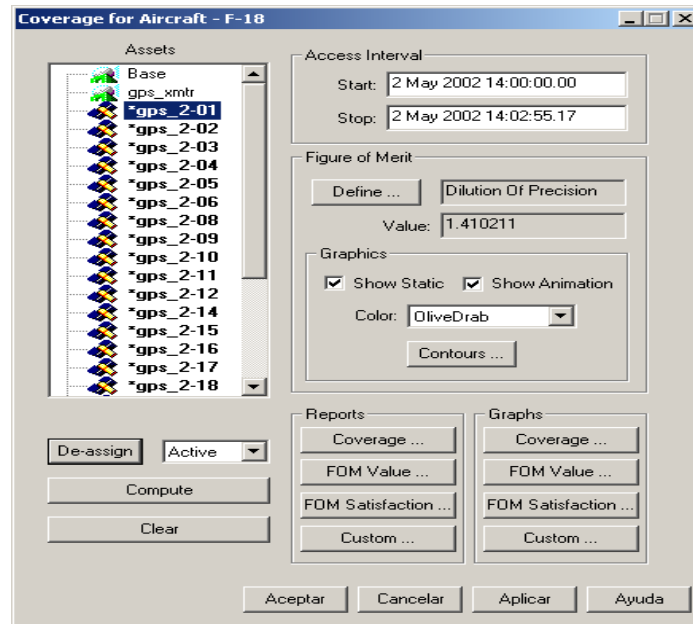 Coverage for Aircraft - F-18
Assets
Base
gps_xmtr
*gps_2-01
*gps_2-02
*gps_2-03
*gps_2-04
*gps_2-05
*gps_2-06
*gps_2-08
*gps_2-09
*gps_2-10
*gps_2-11
*gps_2-12
*gps_2-14
*gps_2-15
*gps_2-16
*gps_2-17
*gps_2-18
De-assign
Active
Compute
Clear
Access Interval
Start: 2 May 2002 14:00:00.00
Stop: 2 May 2002 14:02:55.17
Figure of Merit
Define ... Dilution Of Precision
Value: 1.410211
Graphics
Show Static Show Animation
Color: OliveDrab
Contours ...
Reports
Coverage ...
FOM Value ...
FOM Satisfaction ...
Custom ...
Graphs
Coverage ...
FOM Value ...
FOM Satisfaction ...
Custom ...
Aceptar Cancelar Aplicar Ayuda